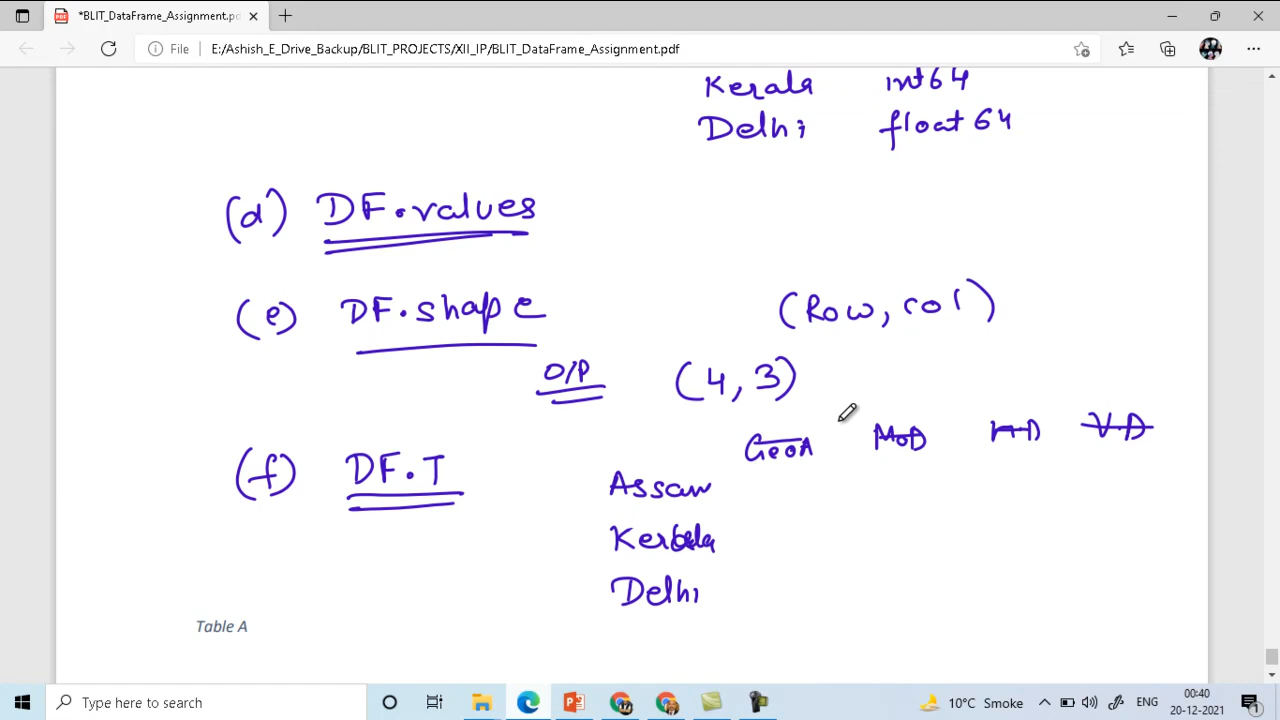 *BLIT_DataFrame_Assignment.pd
File E:/Ashish_E_Drive_Backup/BLIT_PROJECTS/XII_IP/BLIT_DataFrame_Assignment.pdf
Kerala int64
Delhi float64
(d) DF.values
(e) DF.shape (Row, col)
O/P (4, 3)
(f) DF.T GeoA MoD HD V.D
Assam
Kerala
Delhi
Table A
Type here to search
10°C Smoke ENG 00:40
20-12-2021